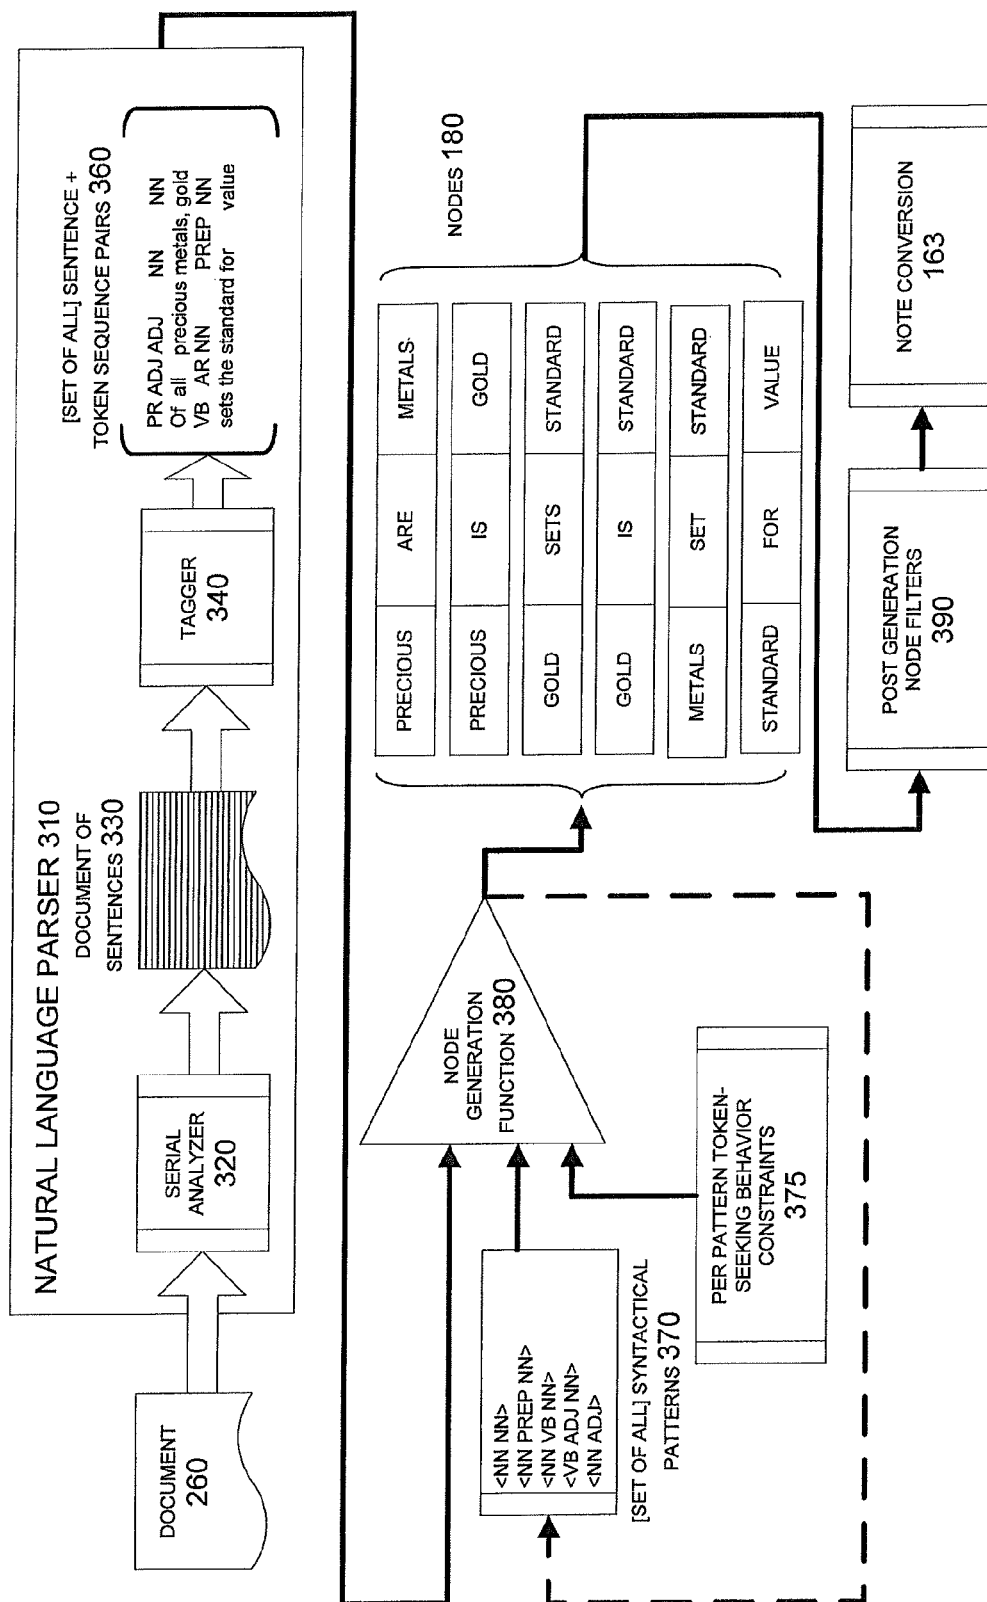 NATURAL LANGUAGE PARSER 310
DOCUMENT
260
SERIAL
ANALYZER
320
DOCUMENT OF
SENTENCES 330
TAGGER
340
[SET OF ALL] SENTENCE +
TOKEN SEQUENCE PAIRS 360
PR ADJ ADJ NN NN
Of all precious metals, gold
VB AR NN PREP NN
sets the standard for value
<NN NN>
<NN PREP NN>
<NN VB NN>
<VB ADJ NN>
<NN ADJ>
[SET OF ALL] SYNTACTICAL
PATTERNS 370
PER PATTERN TOKEN-
SEEKING BEHAVIOR
CONSTRAINTS
375
NODE
GENERATION
FUNCTION 380
NODES 180
PRECIOUS ARE METALS
PRECIOUS IS GOLD
GOLD SETS STANDARD
GOLD IS STANDARD
METALS SET STANDARD
STANDARD FOR VALUE
POST GENERATION
NODE FILTERS
390
NOTE CONVERSION
163